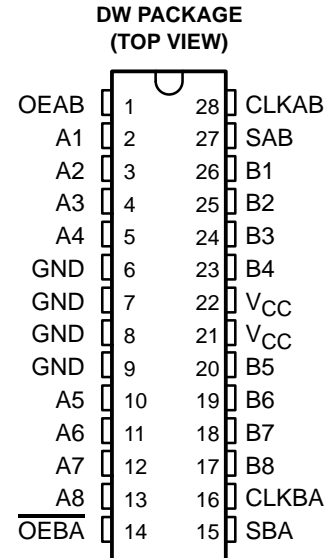 DW PACKAGE
(TOP VIEW)
OEAB 1 28 CLKAB
A1 2 27 SAB
A2 3 26 B1
A3 4 25 B2
A4 5 24 B3
GND 6 23 B4
GND 7 22 VCC
GND 8 21 VCC
GND 9 20 B5
A5 10 19 B6
A6 11 18 B7
A7 12 17 B8
A8 13 16 CLKBA
OEBA 14 15 SBA